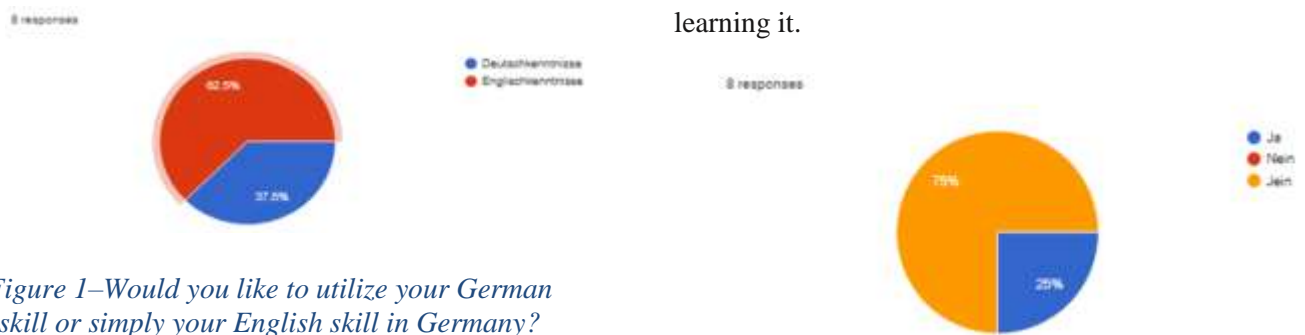 8 responses
Deutschkenntnisse
Englischkenntnisse
62.5%
37.5%
Figure 1–Would you like to utilize your German
skill or simply your English skill in Germany?
learning it.
8 responses
Ja
Nein
Jein
75%
25%